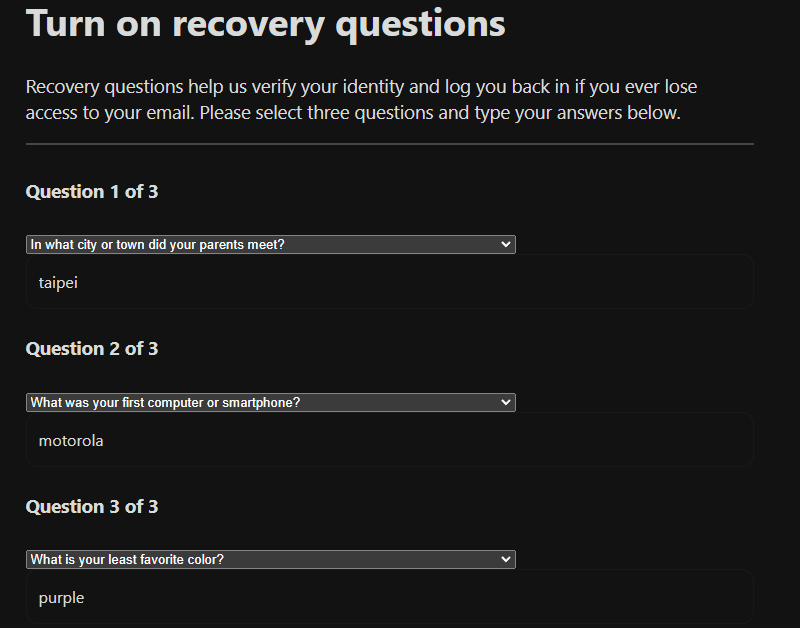 Turn on recovery questions
Recovery questions help us verify your identity and log you back in if you ever lose
access to your email. Please select three questions and type your answers below.
Question 1 of 3
In what city or town did your parents meet?
taipei
Question 2 of 3
What was your first computer or smartphone?
motorola
Question 3 of 3
What is your least favorite color?
purple